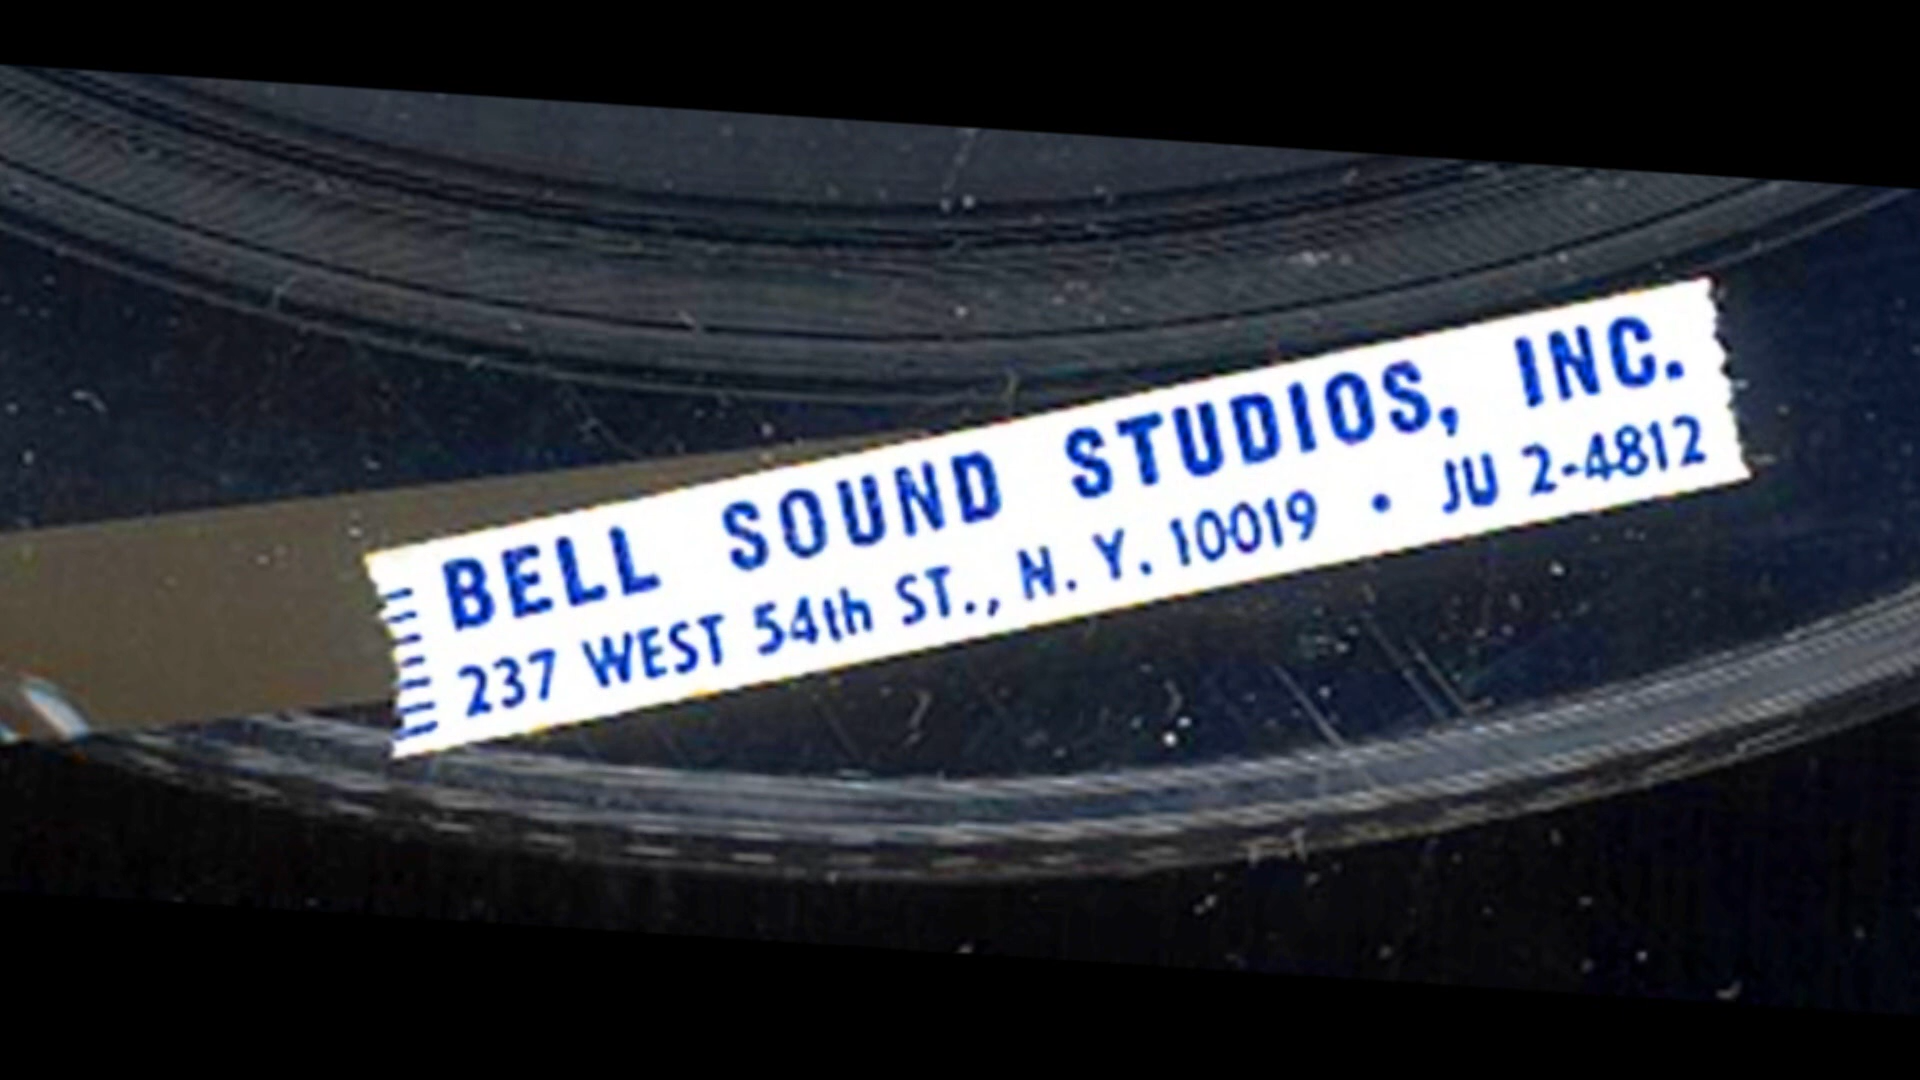 BELL SOUND STUDIOS, INC.
237 WEST 54th ST., N. Y. 10019 • JU 2-4812